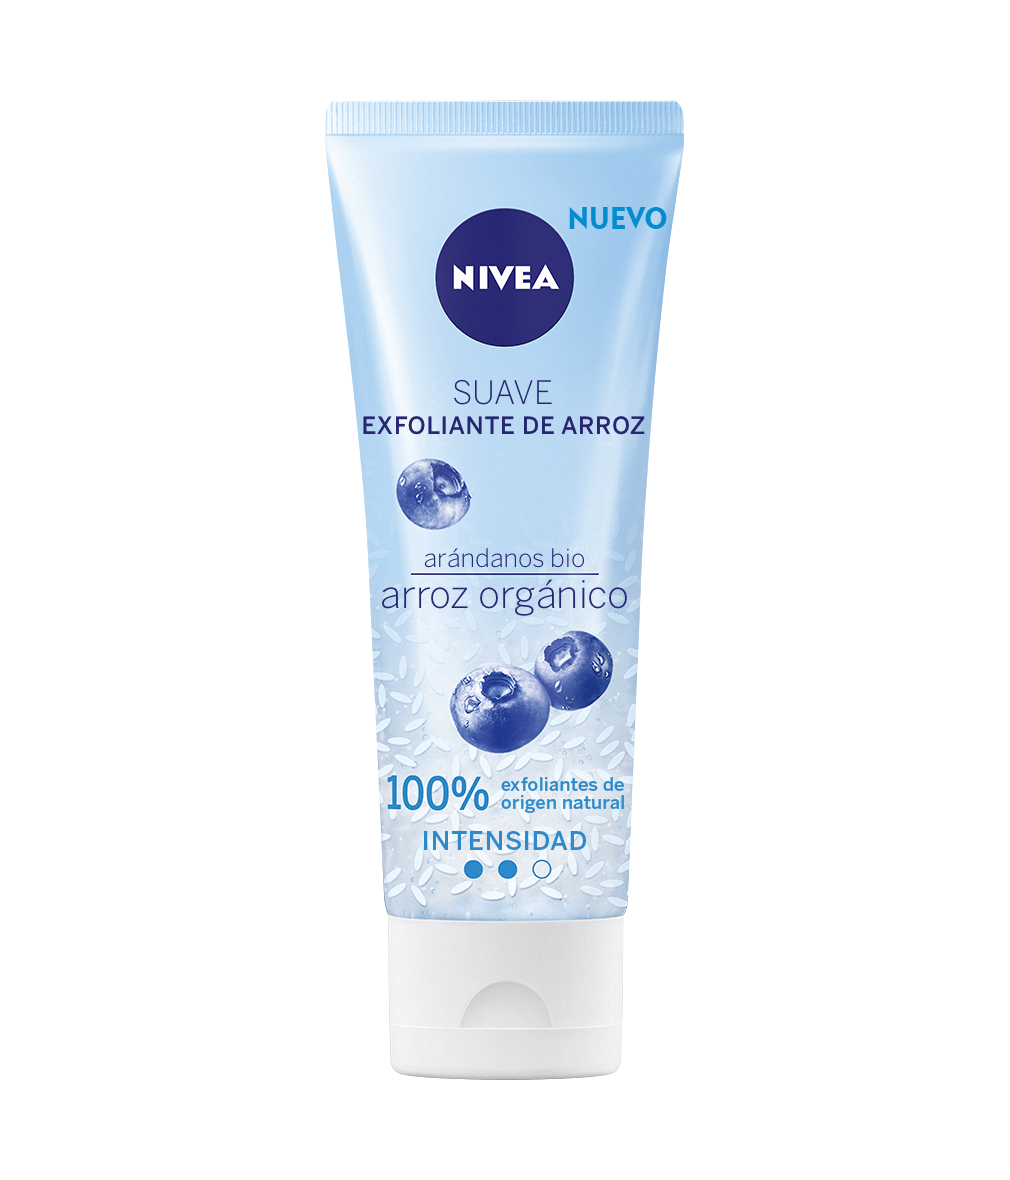 NUEVO
NIVEA
SUAVE
EXFOLIANTE DE ARROZ
arándanos bio
arroz orgánico
100% exfoliantes de
origen natural
INTENSIDAD